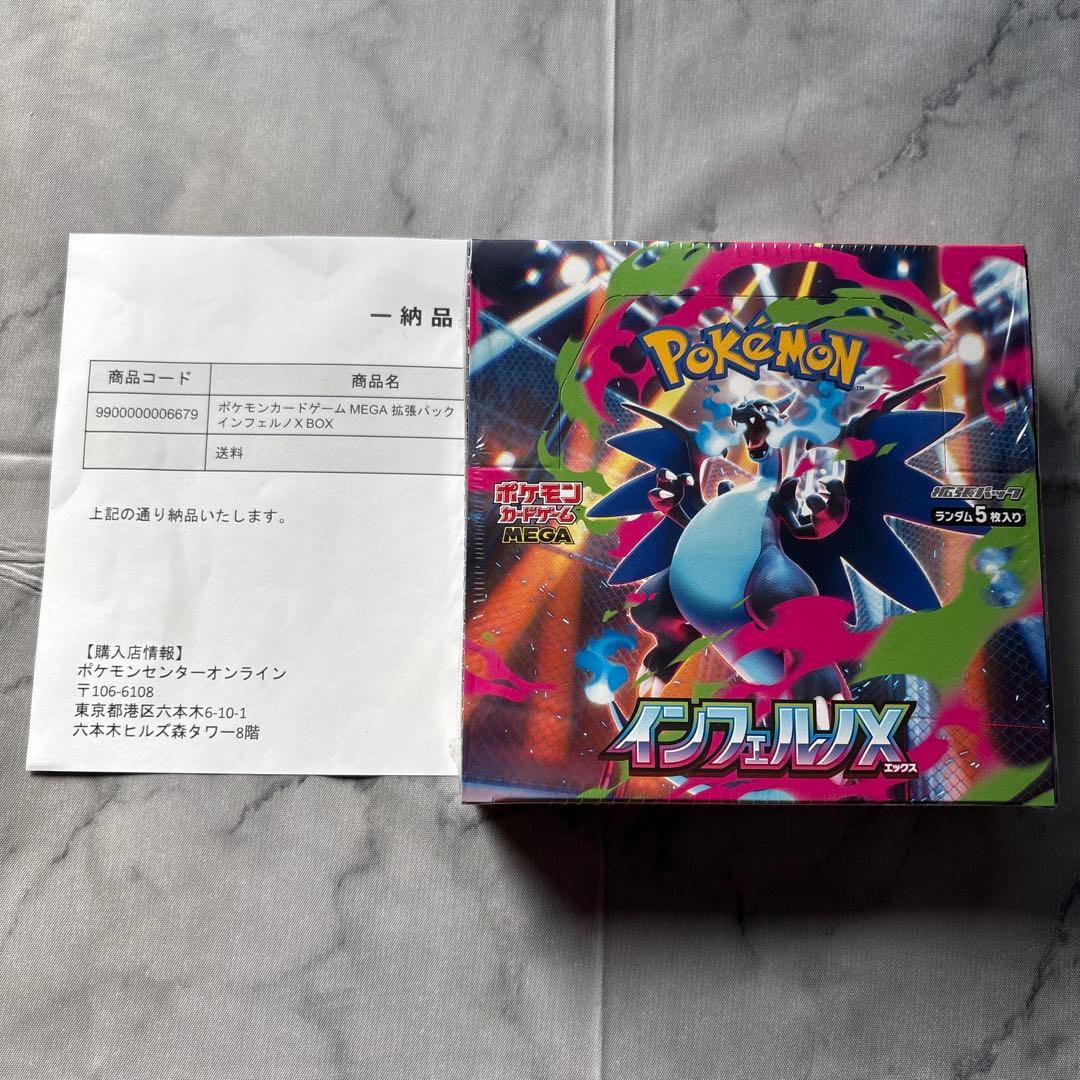 一納品
商品コード
商品名
9900000006679
ポケモンカードゲーム MEGA 拡張パック
インフェルノX BOX
送料
上記の通り納品いたします。
【購入店情報】
ポケモンセンターオンライン
〒106-6108
東京都港区六本木6-10-1
六本木ヒルズ森タワー8階
POKÉMON
TM
ポケモン
カードゲーム
MEGA
拡張パック
ランダム5枚入り
インフェルノX
エックス